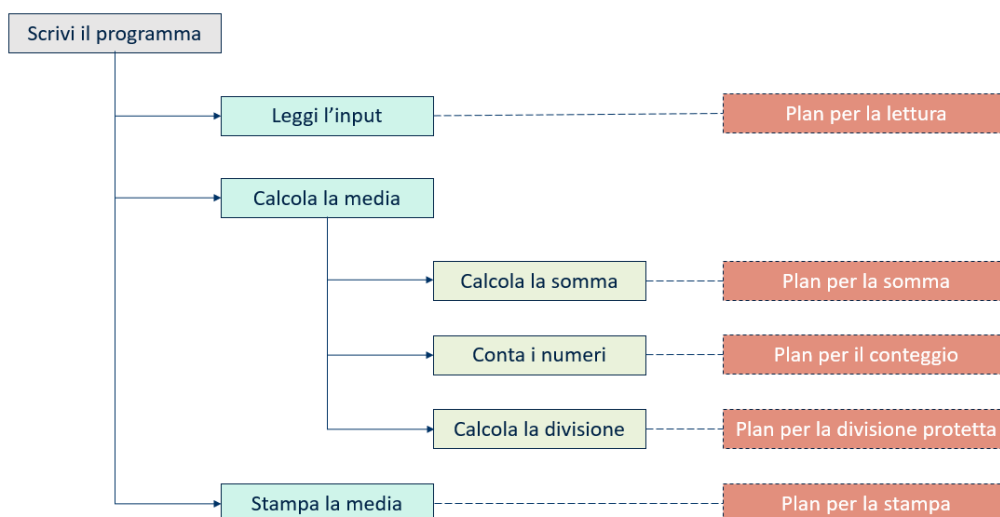 Scrivi il programma
Leggi l'input
Plan per la lettura
Calcola la media
Calcola la somma
Plan per la somma
Conta i numeri
Plan per il conteggio
Calcola la divisione
Plan per la divisione protetta
Stampa la media
Plan per la stampa